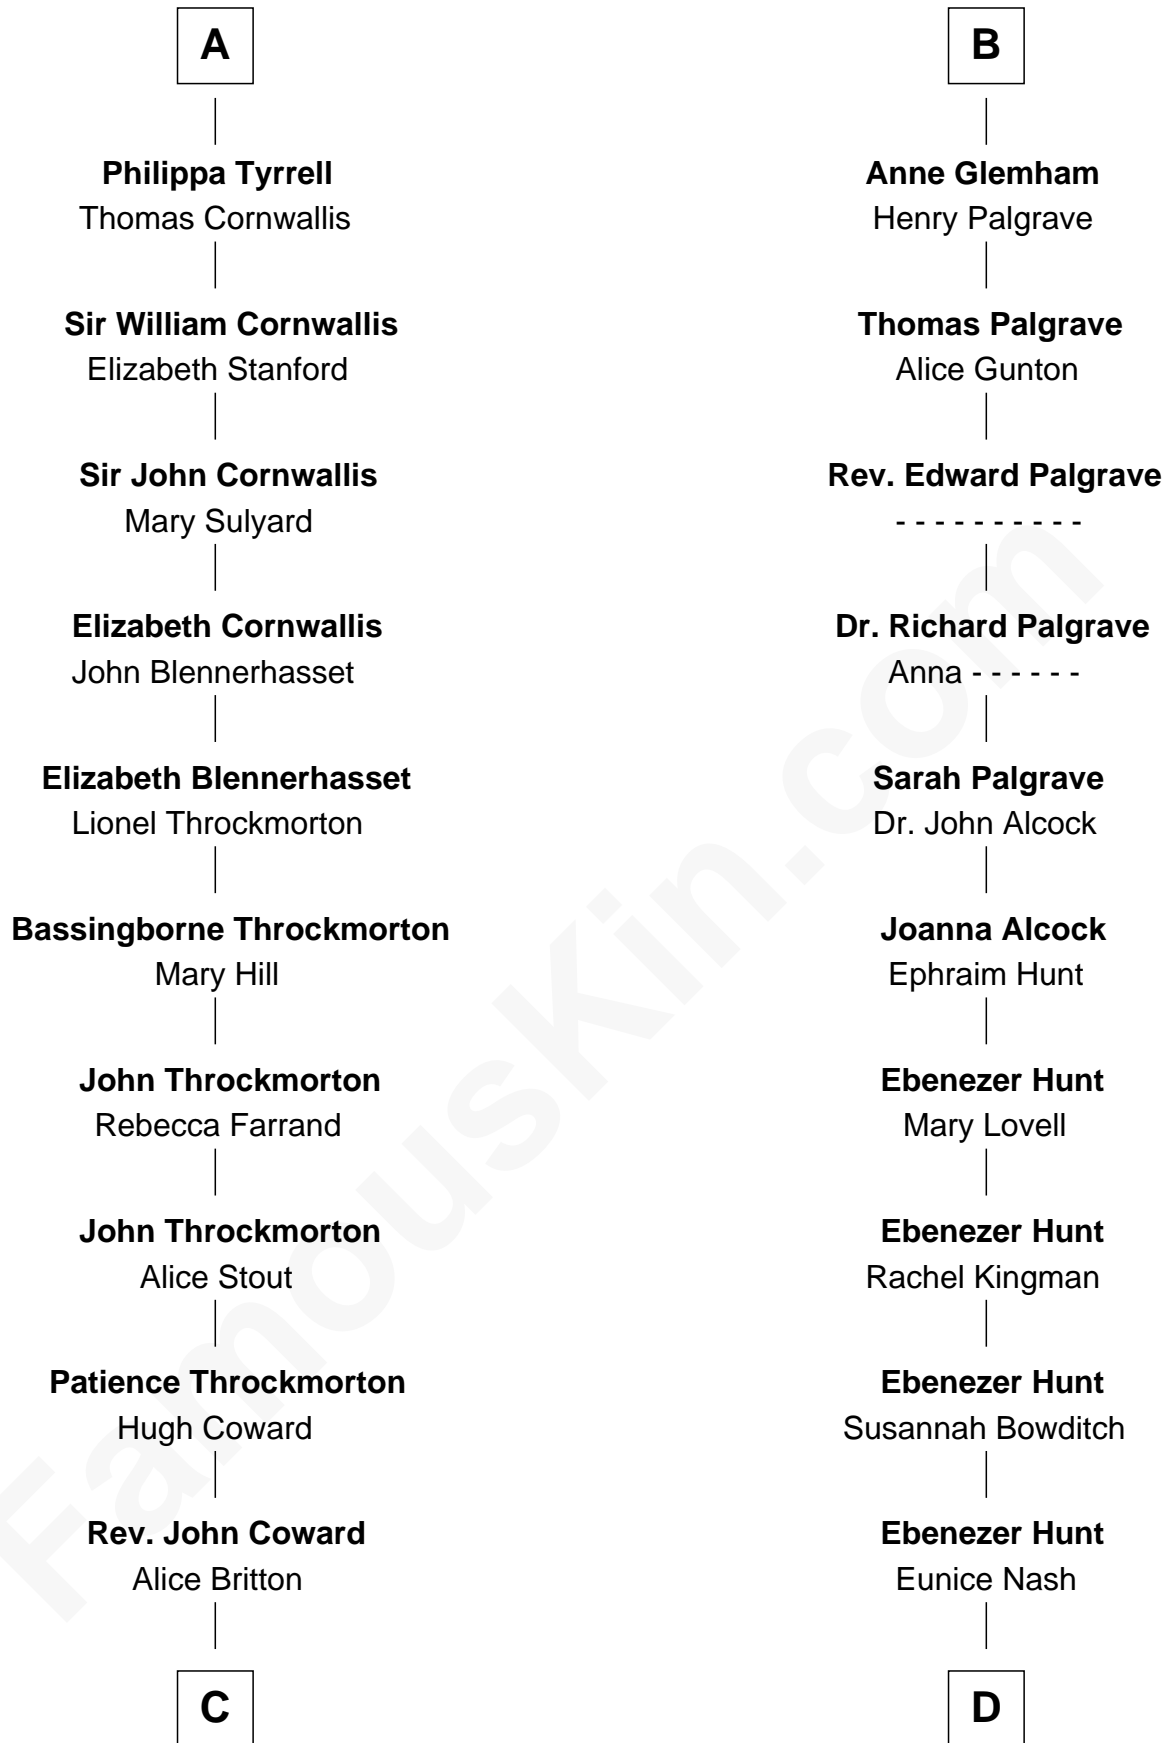 A
Philippa Tyrrell
Thomas Cornwallis
Sir William Cornwallis
Elizabeth Stanford
Sir John Cornwallis
Mary Sulyard
Elizabeth Cornwallis
John Blennerhasset
Elizabeth Blennerhasset
Lionel Throckmorton
Bassingborne Throckmorton
Mary Hill
John Throckmorton
Rebecca Farrand
John Throckmorton
Alice Stout
Patience Throckmorton
Hugh Coward
Rev. John Coward
Alice Britton
C
B
Anne Glemham
Henry Palgrave
Thomas Palgrave
Alice Gunton
Rev. Edward Palgrave
- - - - - - - - - -
Dr. Richard Palgrave
Anna - - - - - -
Sarah Palgrave
Dr. John Alcock
Joanna Alcock
Ephraim Hunt
Ebenezer Hunt
Mary Lovell
Ebenezer Hunt
Rachel Kingman
Ebenezer Hunt
Susannah Bowditch
Ebenezer Hunt
Eunice Nash
D
FamousKin.com